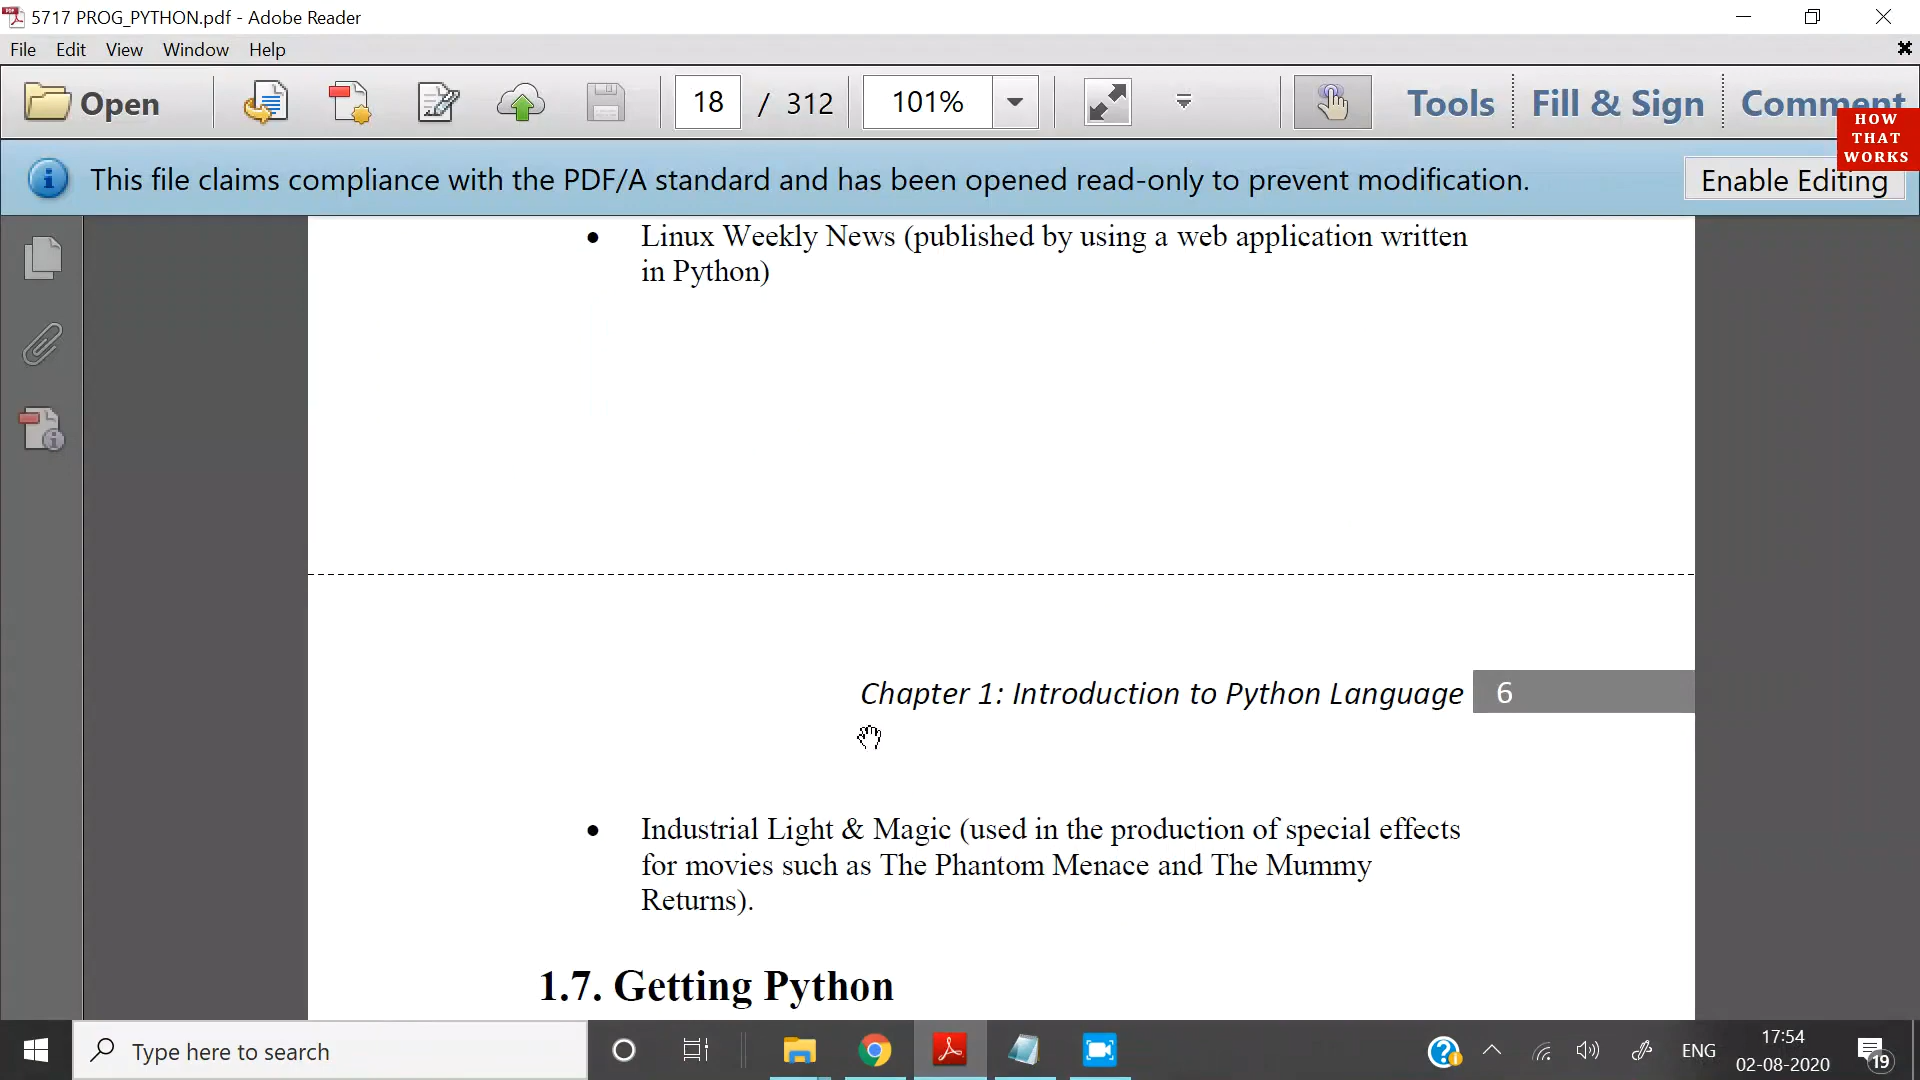 5717 PROG_PYTHON.pdf - Adobe Reader
File Edit View Window Help
Open 18 / 312 101% Tools Fill & Sign Comment
HOW
THAT
WORKS
This file claims compliance with the PDF/A standard and has been opened read-only to prevent modification. Enable Editing
• Linux Weekly News (published by using a web application written
in Python)
Chapter 1: Introduction to Python Language 6
• Industrial Light & Magic (used in the production of special effects
for movies such as The Phantom Menace and The Mummy
Returns).
1.7. Getting Python
Type here to search
ENG
17:54
02-08-2020
19